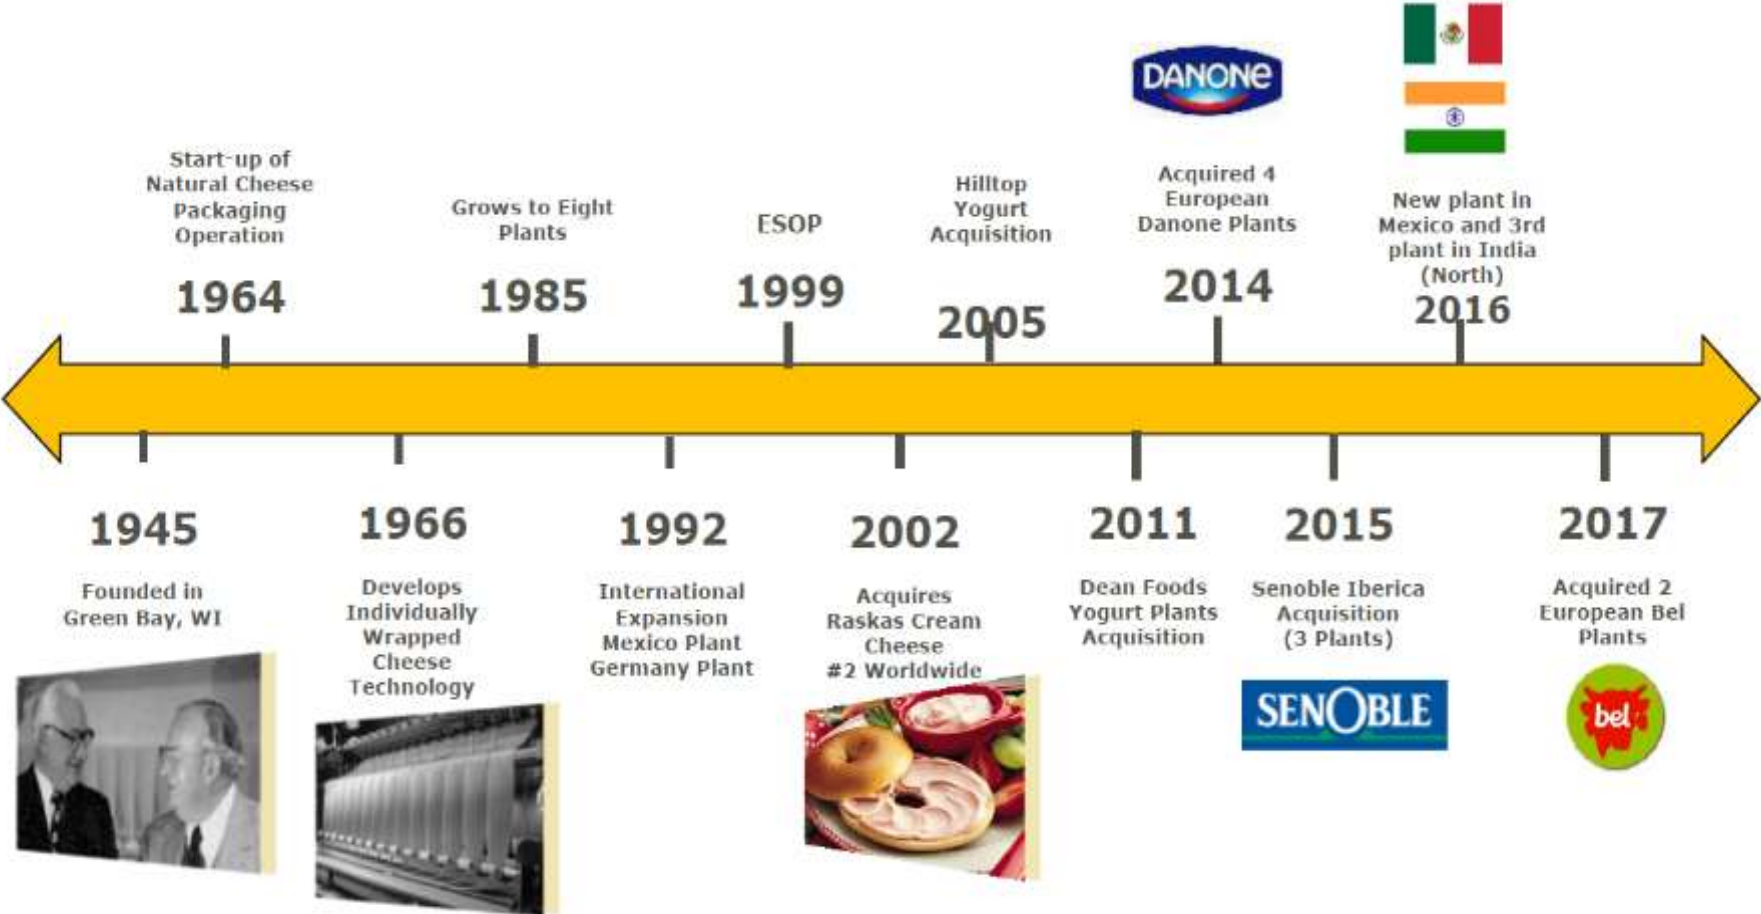 DANONE
Start-up of
Natural Cheese
Packaging
Operation
1964
Grows to Eight
Plants
1985
ESOP
1999
Hilltop
Yogurt
Acquisition
2005
Acquired 4
European
Danone Plants
2014
New plant in
Mexico and 3rd
plant in India
(North)
2016
1945
Founded in
Green Bay, WI
1966
Develops
Individually
Wrapped
Cheese
Technology
1992
International
Expansion
Mexico Plant
Germany Plant
2002
Acquires
Raskas Cream
Cheese
#2 Worldwide
2011
Dean Foods
Yogurt Plants
Acquisition
2015
Senoble Iberica
Acquisition
(3 Plants)
SENOBLE
2017
Acquired 2
European Bel
Plants
bel